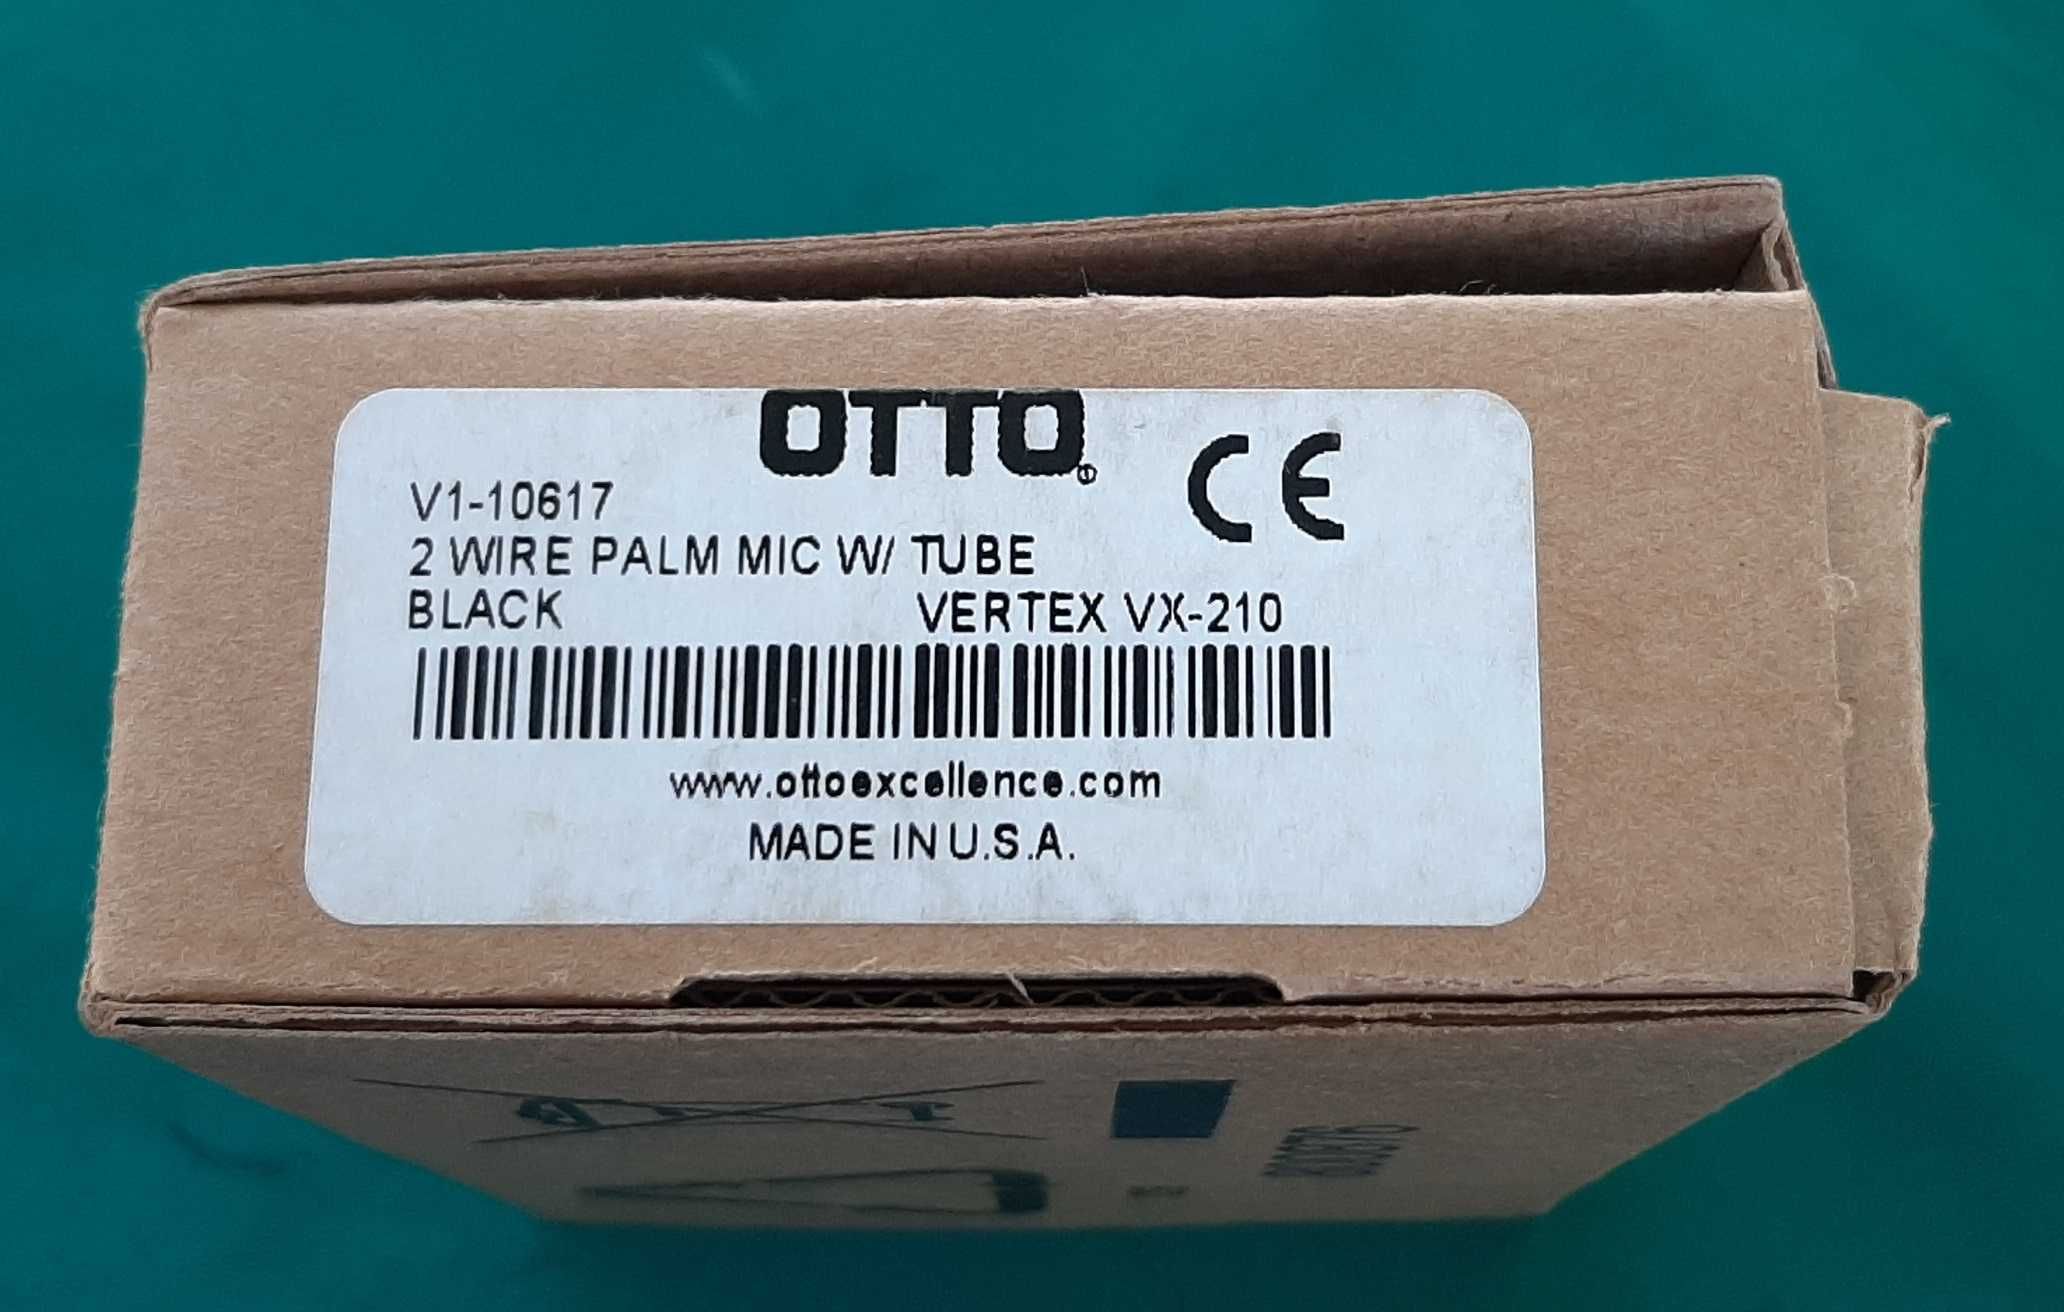 OTTO®
CE
V1-10617
2 WIRE PALM MIC W/ TUBE
BLACK VERTEX VX-210
www.ottoexcellence.com
MADE IN U.S.A.